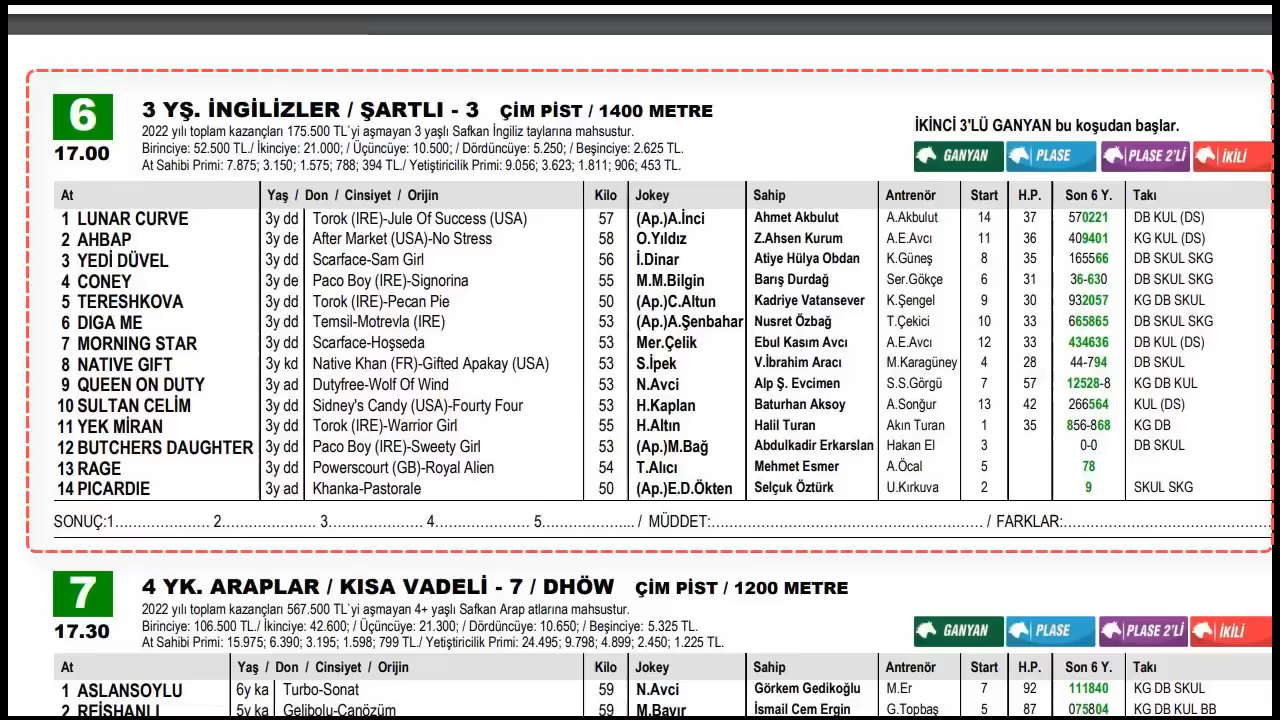 6 3 YŞ. İNGİLİZLER / ŞARTLI - 3 ÇİM PİST / 1400 METRE
2022 yılı toplam kazançları 175.500 TL`yi aşmayan 3 yaşlı Safkan İngiliz taylarına mahsustur.
İKİNCİ 3'LÜ GANYAN bu koşudan başlar.
17.00 Birinciye: 52.500 TL./ İkinciye: 21.000; / Üçüncüye: 10.500; / Dördüncüye: 5.250; / Beşinciye: 2.625 TL.
At Sahibi Primi: 7.875; 3.150; 1.575; 788; 394 TL./ Yetiştiricilik Primi: 9.056; 3.623; 1.811; 906; 453 TL.
GANYAN PLASE PLASE 2'Lİ İKİLİ
At Yaş / Don / Cinsiyet / Orijin Kilo Jokey Sahip Antrenör Start H.P. Son 6 Y. Takı
1 LUNAR CURVE 3y dd Torok (IRE)-Jule Of Success (USA) 57 (Ap.)A.İnci Ahmet Akbulut A.Akbulut 14 37 570221 DB KUL (DS)
2 AHBAP 3y de After Market (USA)-No Stress 58 O.Yıldız Z.Ahsen Kurum A.E.Avcı 11 36 409401 KG KUL (DS)
3 YEDİ DÜVEL 3y dd Scarface-Sam Girl 56 İ.Dinar Atiye Hülya Obdan K.Güneş 8 35 165566 DB SKUL SKG
4 CONEY 3y de Paco Boy (IRE)-Signorina 55 M.M.Bilgin Barış Durdağ Ser.Gökçe 6 31 36-630 DB SKUL
5 TERESHKOVA 3y dd Torok (IRE)-Pecan Pie 50 (Ap.)C.Altun Kadriye Vatansever K.Şengel 9 30 932057 KG DB SKUL
6 DIGA ME 3y dd Temsil-Motrevla (IRE) 53 (Ap.)A.Şenbahar Nusret Özbağ T.Çekici 10 33 665865 DB SKUL SKG
7 MORNING STAR 3y dd Scarface-Hoşseda 53 Mer.Çelik Ebul Kasım Avcı A.E.Avcı 12 33 434636 DB KUL (DS)
8 NATIVE GIFT 3y kd Native Khan (FR)-Gifted Apakay (USA) 53 S.İpek V.İbrahim Aracı M.Karagüney 4 28 44-794 DB SKUL
9 QUEEN ON DUTY 3y ad Dutyfree-Wolf Of Wind 53 N.Avci Alp Ş. Evcimen S.S.Görgü 7 57 12528-8 KG DB KUL
10 SULTAN CELİM 3y dd Sidney's Candy (USA)-Fourty Four 53 H.Kaplan Baturhan Aksoy A.Sonğur 13 42 266564 KUL (DS)
11 YEK MİRAN 3y dd Torok (IRE)-Warrior Girl 55 H.Altın Halil Turan Akın Turan 1 35 856-868 KG DB
12 BUTCHERS DAUGHTER 3y dd Paco Boy (IRE)-Sweety Girl 53 (Ap.)M.Bağ Abdulkadir Erkarslan Hakan El 3 0-0 DB SKUL
13 RAGE 3y dd Powerscourt (GB)-Royal Alien 54 T.Alıcı Mehmet Esmer A.Öcal 5 78
14 PICARDIE 3y ad Khanka-Pastorale 50 (Ap.)E.D.Ökten Selçuk Öztürk U.Kırkuva 2 9 SKUL SKG
SONUÇ:1...................... 2...................... 3...................... 4...................... 5...................... / MÜDDET:................................................................ / FARKLAR:..................................................
7 4 YK. ARAPLAR / KISA VADELİ - 7 / DHÖW ÇİM PİST / 1200 METRE
2022 yılı toplam kazançları 567.500 TL`yi aşmayan 4+ yaşlı Safkan Arap atlarına mahsustur.
17.30 Birinciye: 106.500 TL./ İkinciye: 42.600; / Üçüncüye: 21.300; / Dördüncüye: 10.650; / Beşinciye: 5.325 TL.
At Sahibi Primi: 15.975; 6.390; 3.195; 1.598; 799 TL./ Yetiştiricilik Primi: 24.495; 9.798; 4.899; 2.450; 1.225 TL.
GANYAN PLASE PLASE 2'Lİ İKİLİ
At Yaş / Don / Cinsiyet / Orijin Kilo Jokey Sahip Antrenör Start H.P. Son 6 Y. Takı
1 ASLANSOYLU 6y ka Turbo-Sonat 59 N.Avci Görkem Gedikoğlu M.Er 7 92 111840 KG DB SKUL
2 REİSHANLI 5y ka Gelibolu-Canözüm 59 M.Bayır İsmail Cem Ergin G.Topbaş 5 87 075804 KG DB KUL BB